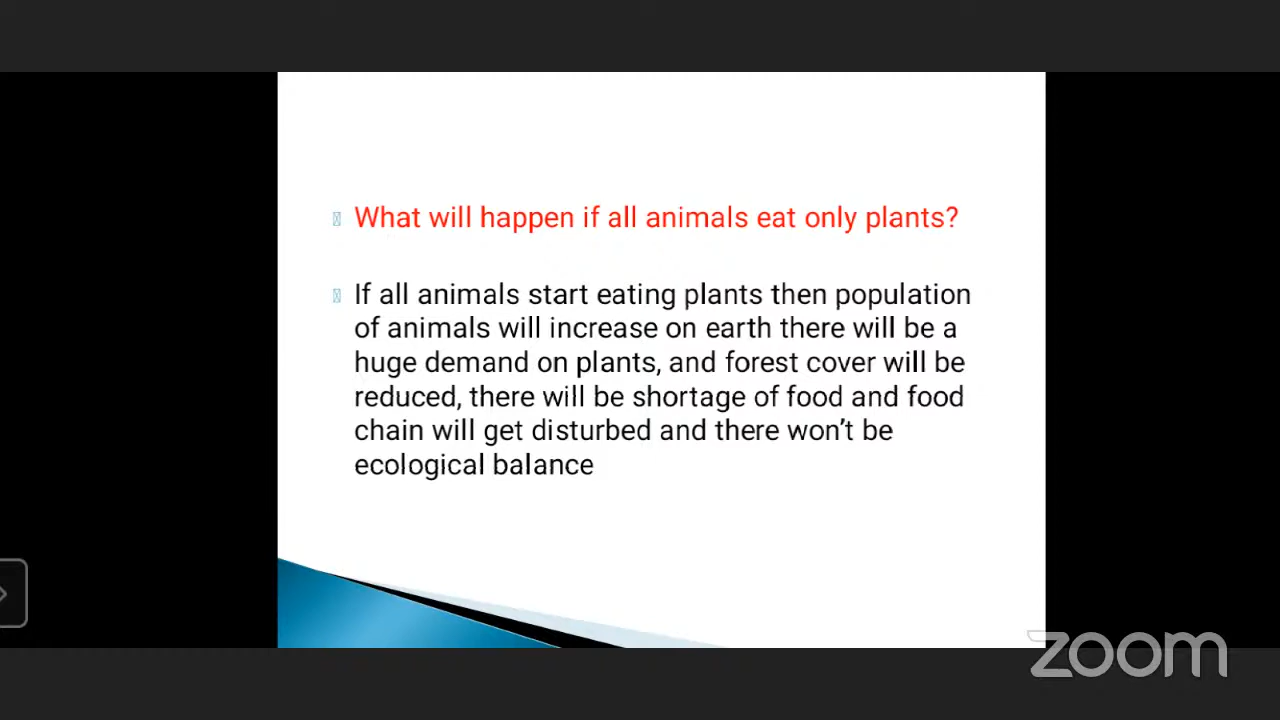 What will happen if all animals eat only plants?
If all animals start eating plants then population
of animals will increase on earth there will be a
huge demand on plants, and forest cover will be
reduced, there will be shortage of food and food
chain will get disturbed and there won’t be
ecological balance
zoom